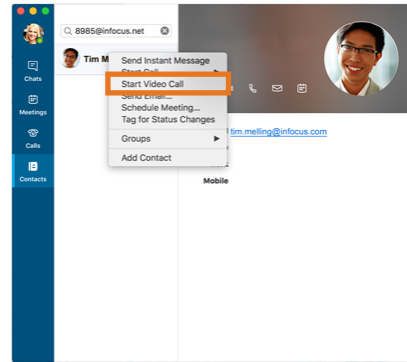 8985@infocus.net
Tim M
Send Instant Message
Start Call
Start Video Call
Send Email...
Schedule Meeting...
Tag for Status Changes
Groups
Add Contact
Chats
Meetings
Calls
Contacts
tim.melling@infocus.com
Mobile